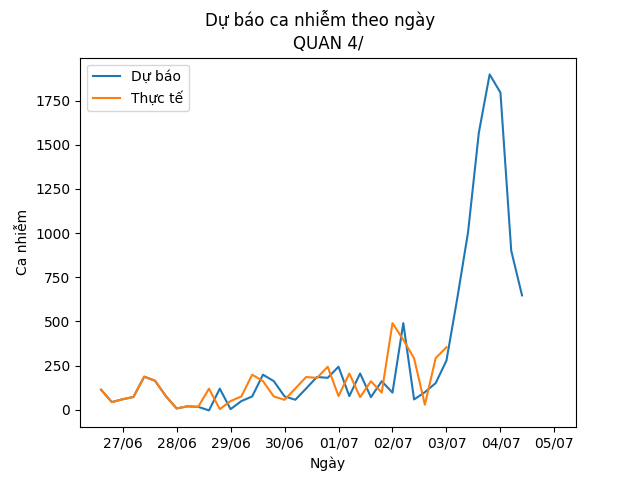 Dự báo ca nhiễm theo ngày
QUAN 4/
Dự báo
Thực tế
Ca nhiễm
1750
1500
1250
1000
750
500
250
0
27/06 28/06 29/06 30/06 01/07 02/07 03/07 04/07 05/07
Ngày